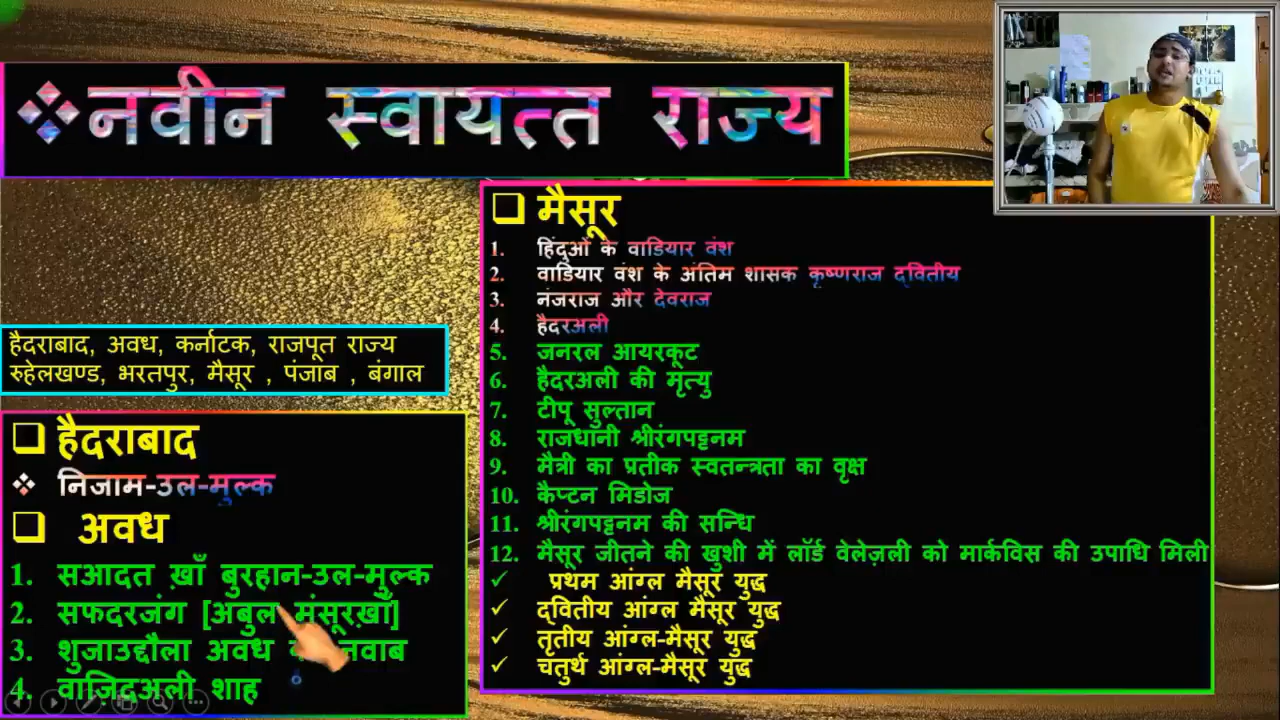 ❖नवीन स्वायत्त राज्य
हैदराबाद, अवध, कर्नाटक, राजपूत राज्य
रुहेलखण्ड, भरतपुर, मैसूर , पंजाब , बंगाल
❑ हैदराबाद
❖ निजाम-उल-मुल्क
❑ अवध
1. सआदत ख़ाँ बुरहान-उल-मुल्क
2. सफदरजंग [अबुल मंसूरख़ाँ]
3. शुजाउद्दौला अवध नवाब
4. वाज़िदअली शाह
❑ मैसूर
1. हिंदुओं के वाडियार वंश
2. वाडियार वंश के अंतिम शासक कृष्णराज द्वितीय
3. नंजराज और देवराज
4. हैदरअली
5. जनरल आयरकूट
6. हैदरअली की मृत्यु
7. टीपू सुल्तान
8. राजधानी श्रीरंगपट्टनम
9. मैत्री का प्रतीक स्वतन्त्रता का वृक्ष
10. कैप्टन मिडोज
11. श्रीरंगपट्टनम की सन्धि
12. मैसूर जीतने की खुशी में लॉर्ड वेलेज़ली को मार्कविस की उपाधि मिली
✓ प्रथम आंग्ल मैसूर युद्ध
✓ द्वितीय आंग्ल मैसूर युद्ध
✓ तृतीय आंग्ल-मैसूर युद्ध
✓ चतुर्थ आंग्ल-मैसूर युद्ध